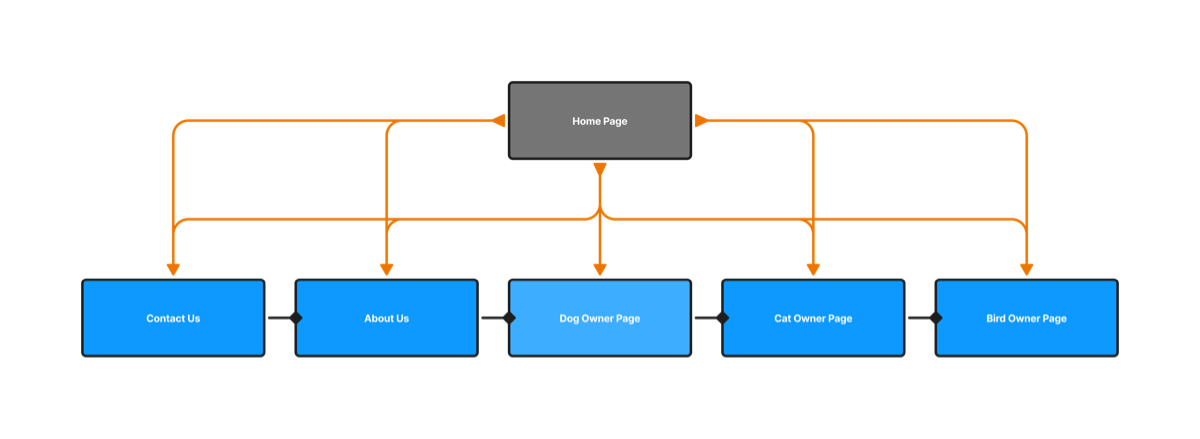 Home Page
Contact Us
About Us
Dog Owner Page
Cat Owner Page
Bird Owner Page